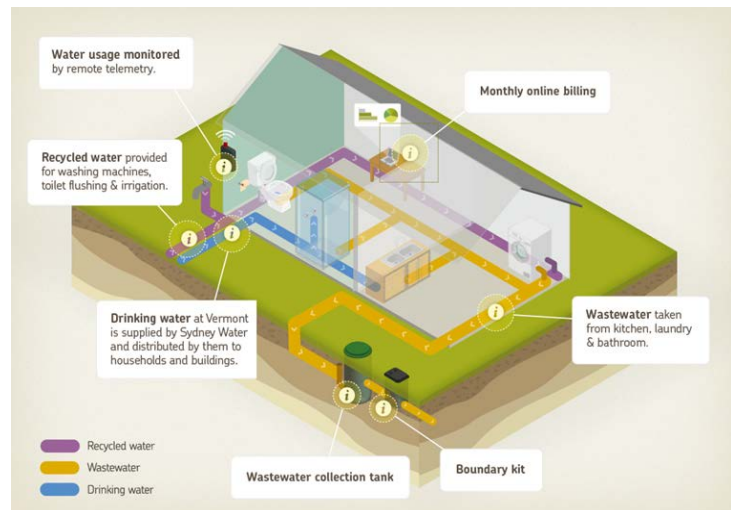 Water usage monitored
by remote telemetry.
Monthly online billing
Recycled water provided
for washing machines,
toilet flushing & irrigation.
Drinking water at Vermont
is supplied by Sydney Water
and distributed by them to
households and buildings.
Wastewater taken
from kitchen, laundry
& bathroom.
Wastewater collection tank
Boundary kit
Recycled water
Wastewater
Drinking water
i
i
i
i
i
i
i